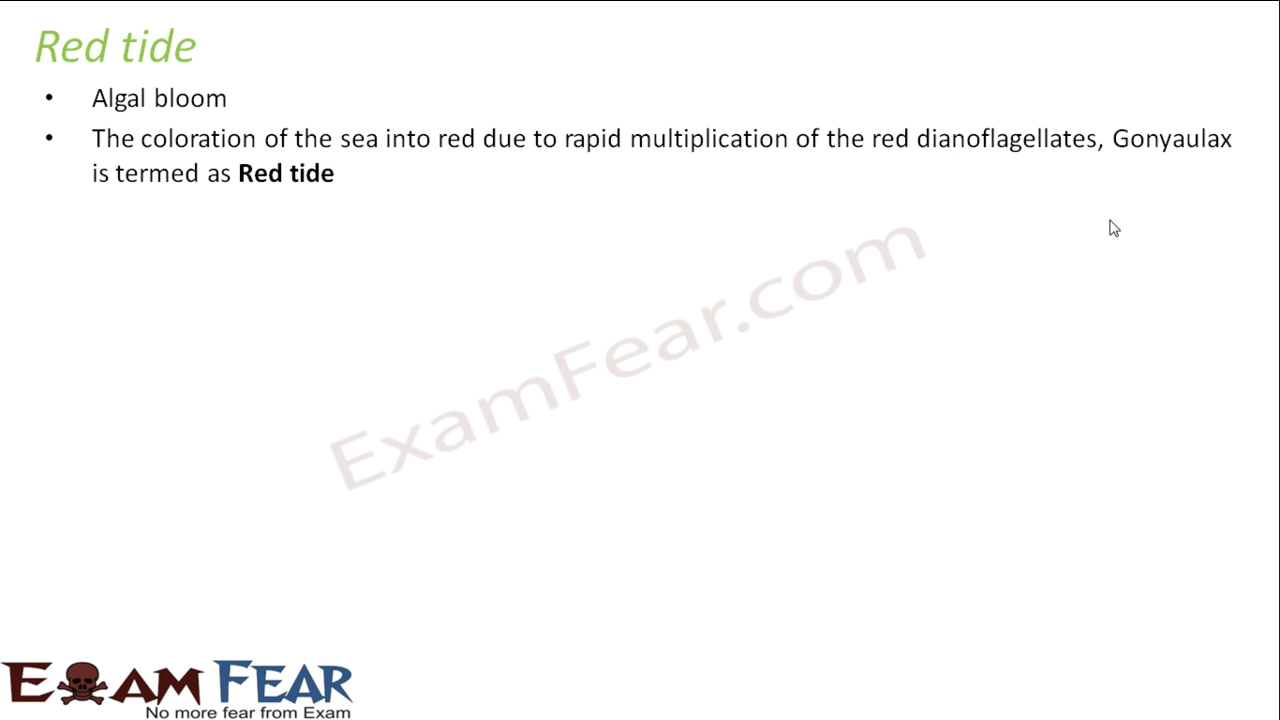 Red tide
• Algal bloom
• The coloration of the sea into red due to rapid multiplication of the red dianoflagellates, Gonyaulax
is termed as Red tide
ExamFear.com
EXAM FEAR
No more fear from Exam